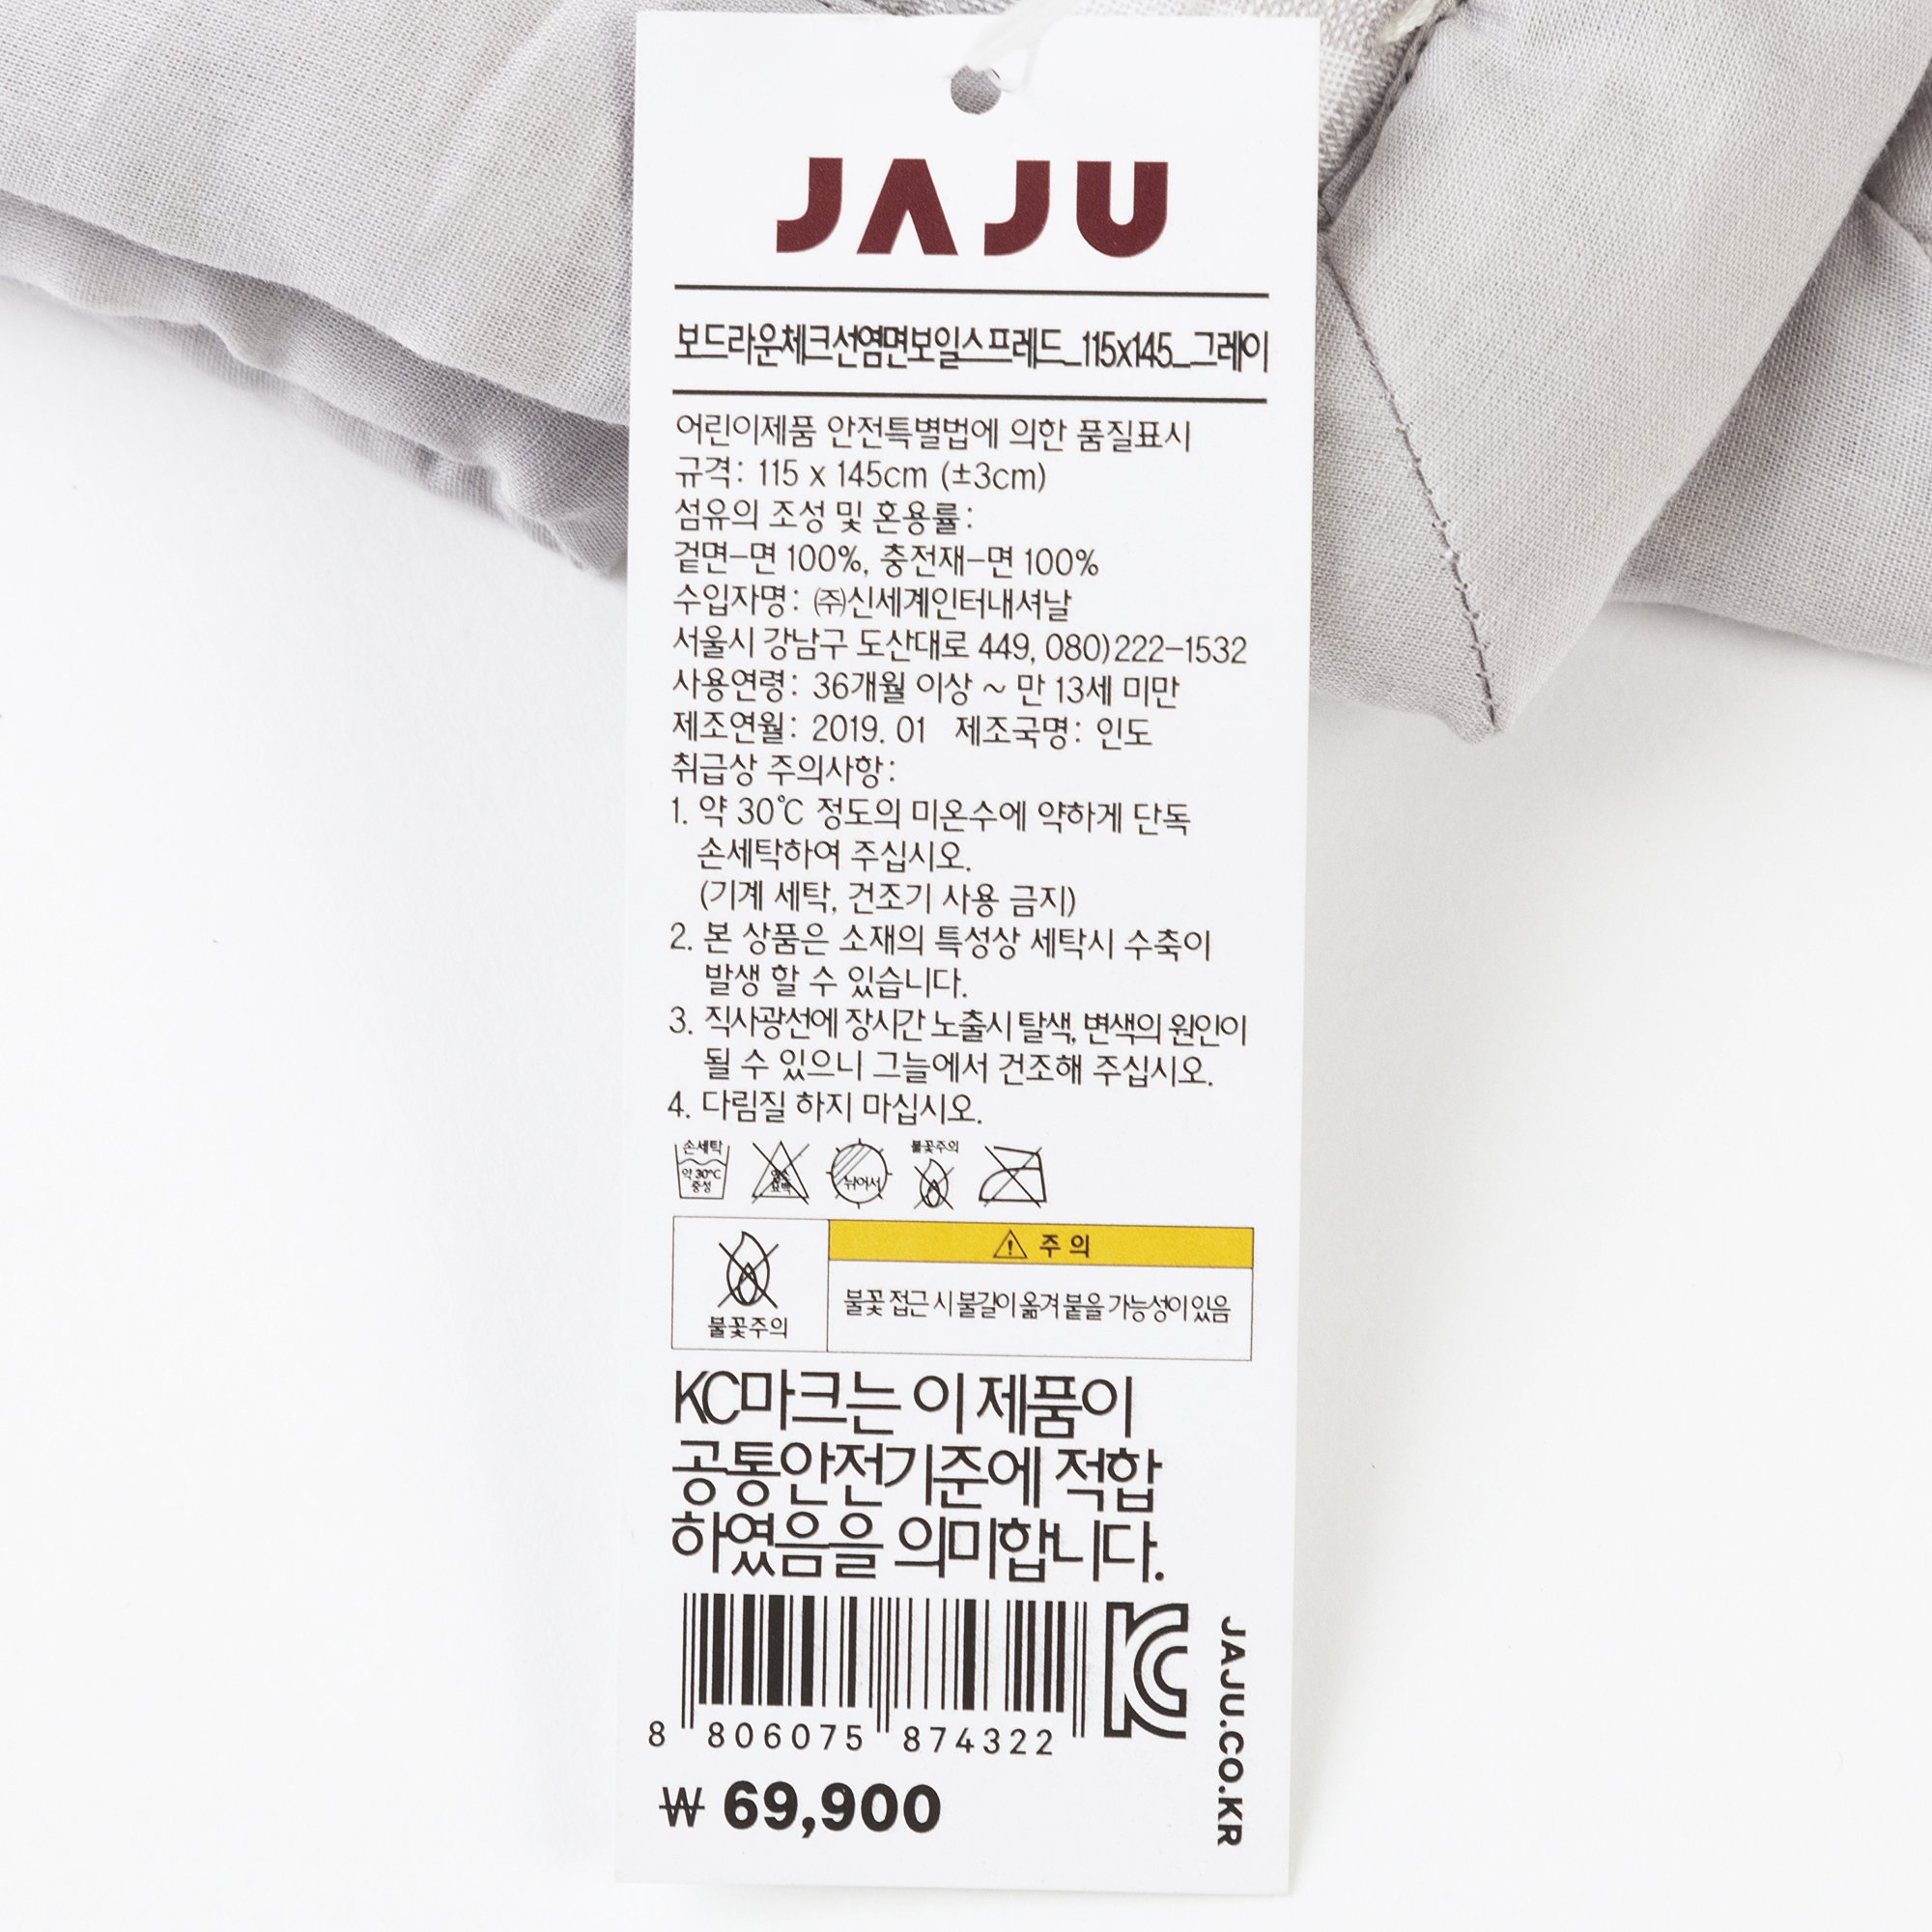 JAJU
보드라운체크선염면보일스프레드_115x145_그레이
어린이제품 안전특별법에 의한 품질표시
규격: 115 x 145cm (±3cm)
섬유의 조성 및 혼용률:
겉면-면 100%, 충전재-면 100%
수입자명: ㈜신세계인터내셔날
서울시 강남구 도산대로 449, 080)222-1532
사용연령: 36개월 이상 ~ 만 13세 미만
제조연월: 2019. 01 제조국명: 인도
취급상 주의사항:
1. 약 30℃ 정도의 미온수에 약하게 단독
손세탁하여 주십시오.
(기계 세탁, 건조기 사용 금지)
2. 본 상품은 소재의 특성상 세탁시 수축이
발생 할 수 있습니다.
3. 직사광선에 장시간 노출시 탈색, 변색의 원인이
될 수 있으니 그늘에서 건조해 주십시오.
4. 다림질 하지 마십시오.
손세탁
약 30℃
중성
염소
표백
뉘어서
불꽃주의
주의
불꽃주의
불꽃 접근 시 불길이 옮겨 붙을 가능성이 있음
KC마크는 이 제품이
공통안전기준에 적합
하였음을 의미합니다.
8 806075 874322
KC
JAJU.CO.KR
₩ 69,900